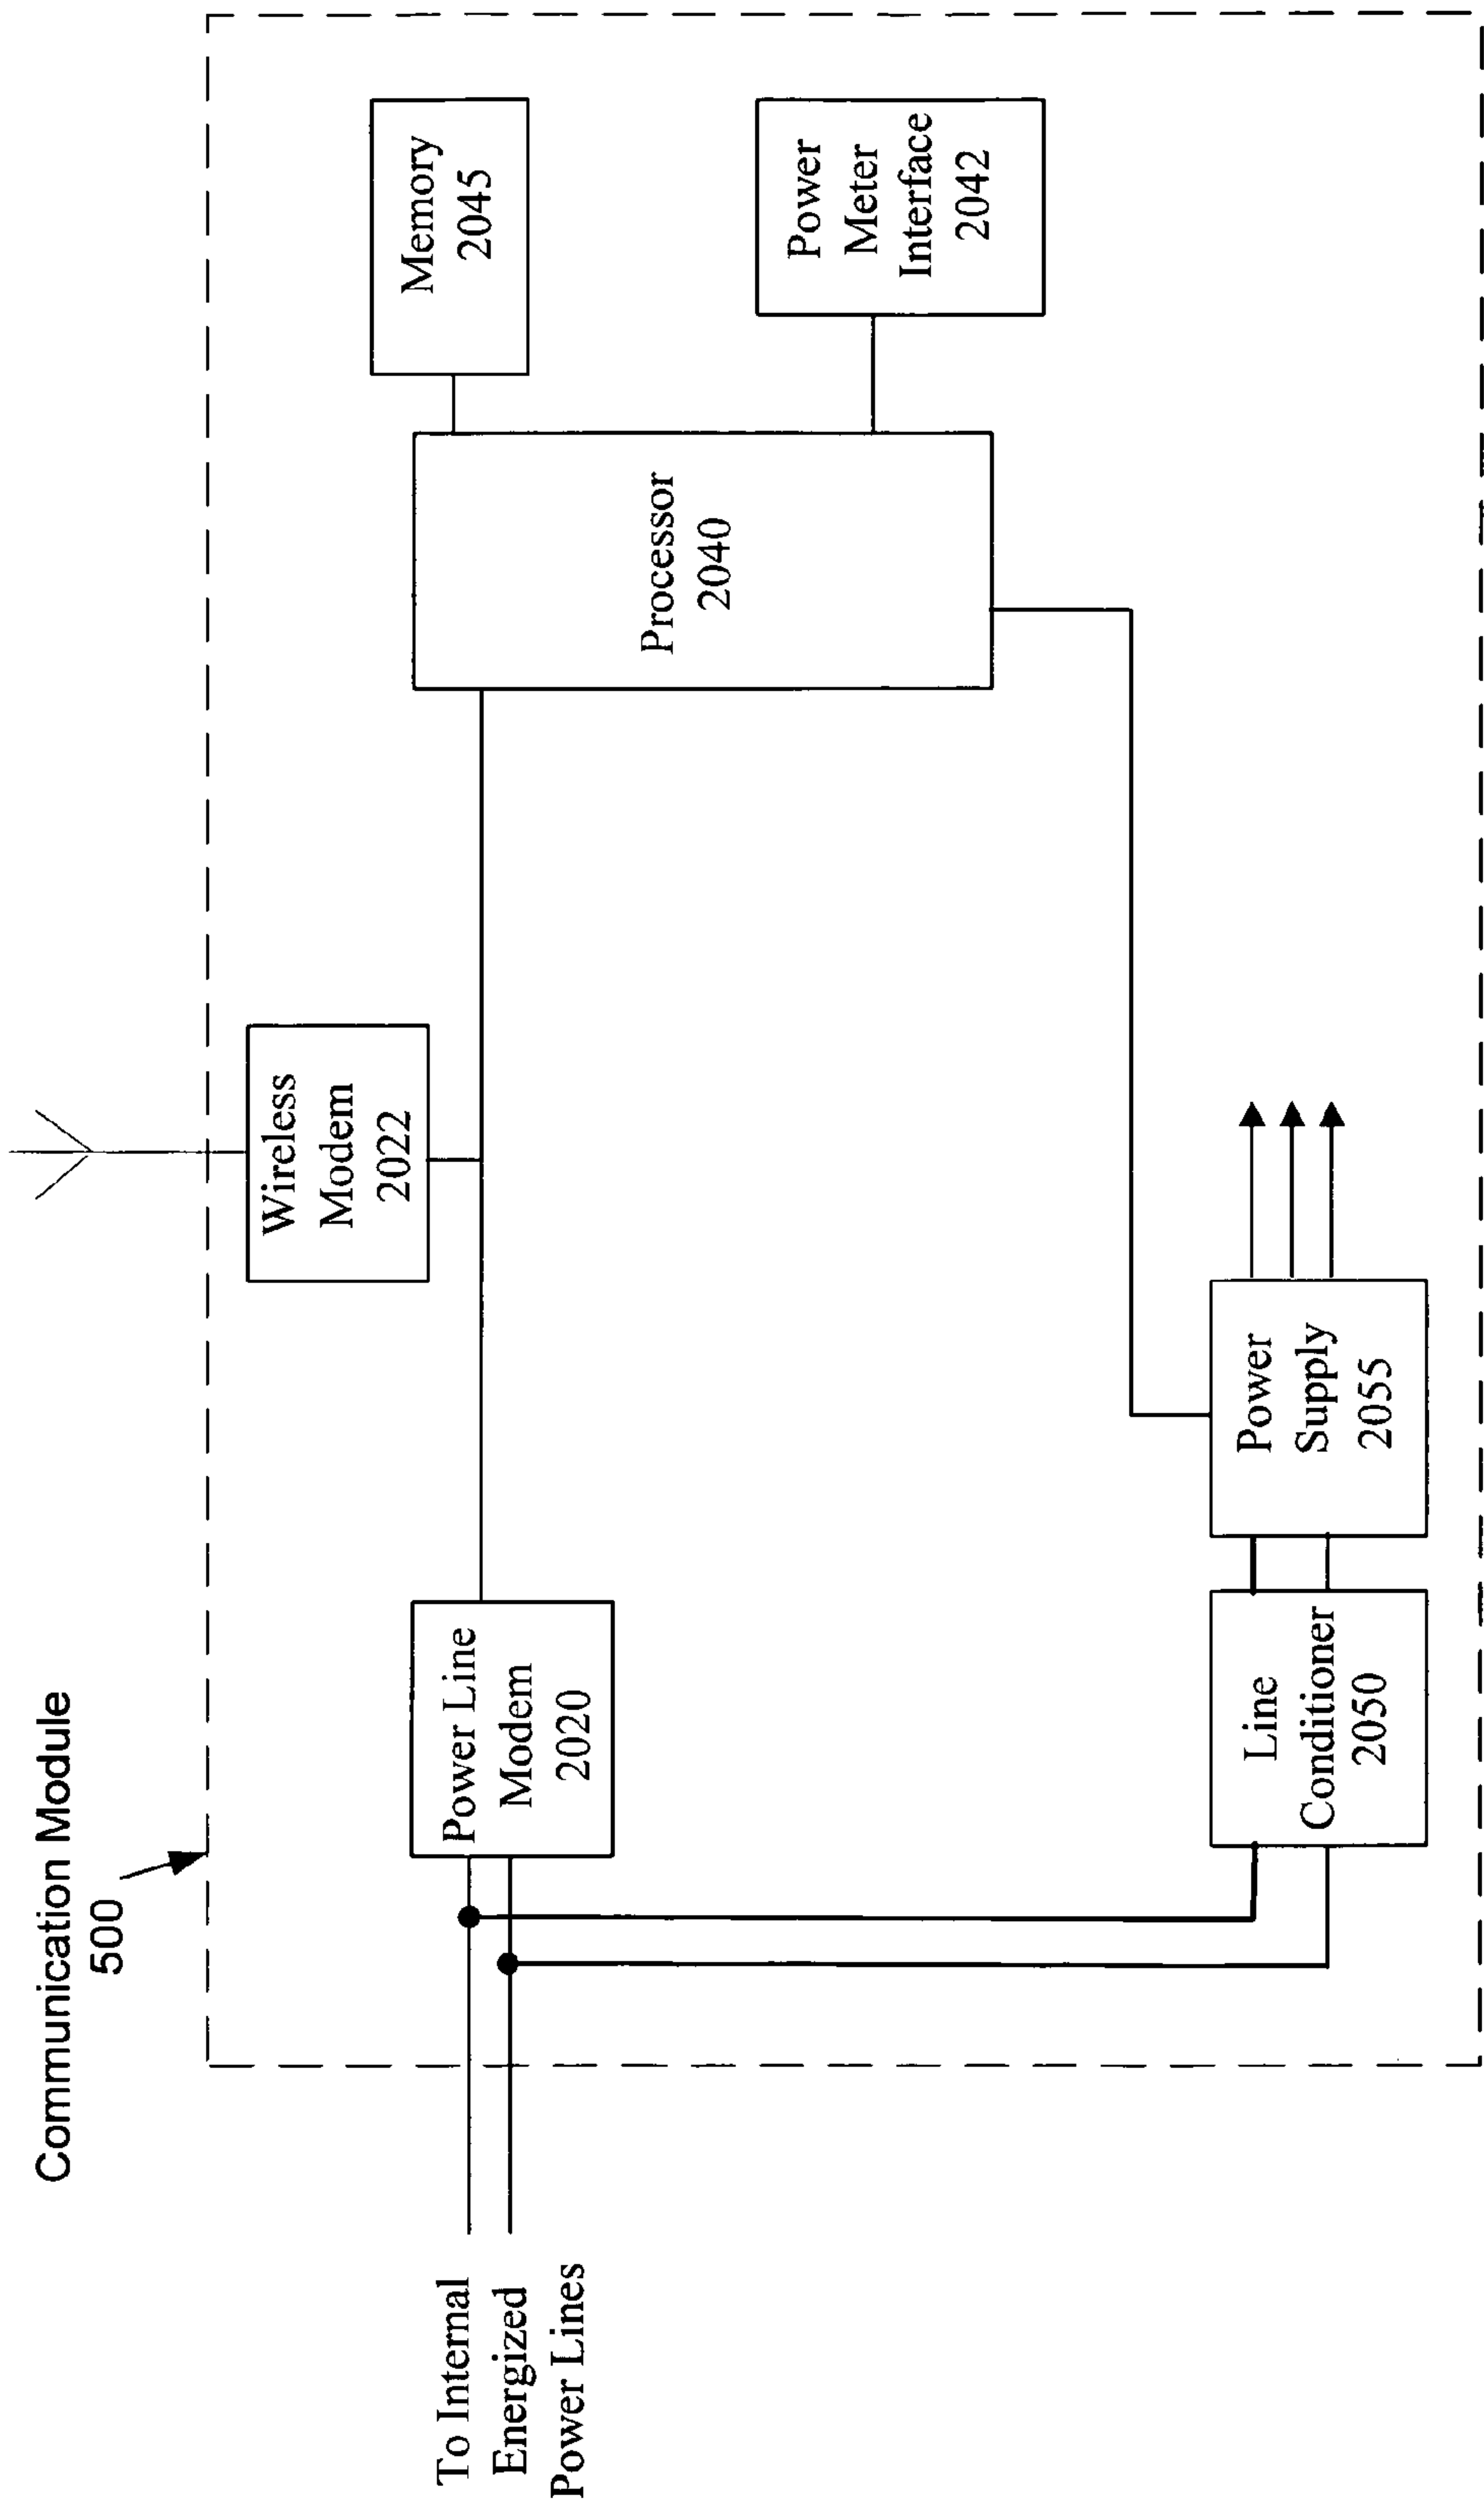 Communication Module
500
Wireless
Modem
2022
Memory
2045
Power Line
Modem
2020
Processor
2040
To Internal
Energized
Power Lines
Power
Meter
Interface
2042
Line
Conditioner
2050
Power
Supply
2055